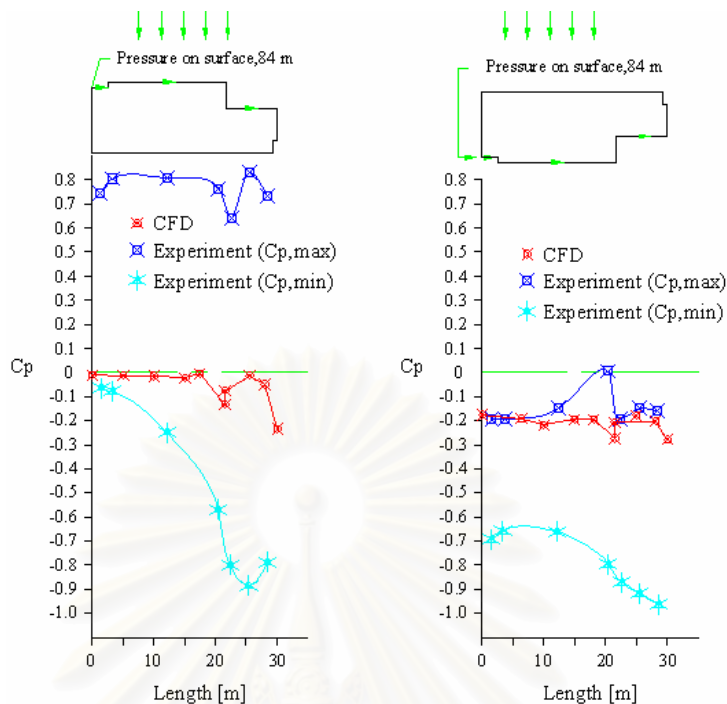 Pressure on surface,84 m
0.8
0.7
0.6
0.5
0.4
0.3
0.2
0.1
0
-0.1
-0.2
-0.3
-0.4
-0.5
-0.6
-0.7
-0.8
-0.9
-1.0
Cp
CFD
Experiment (Cp,max)
Experiment (Cp,min)
0 10 20 30
Length [m]
Pressure on surface,84 m
0.8
0.7
0.6
0.5
0.4
0.3
0.2
0.1
0
-0.1
-0.2
-0.3
-0.4
-0.5
-0.6
-0.7
-0.8
-0.9
-1.0
Cp
CFD
Experiment (Cp,max)
Experiment (Cp,min)
0 10 20 30
Length [m]